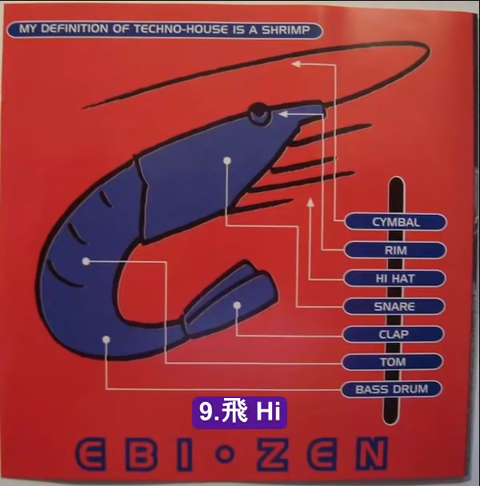 MY DEFINITION OF TECHNO-HOUSE IS A SHRIMP
CYMBAL
RIM
HI HAT
SNARE
CLAP
TOM
BASS DRUM
9.飛 Hi
EBI・ZEN